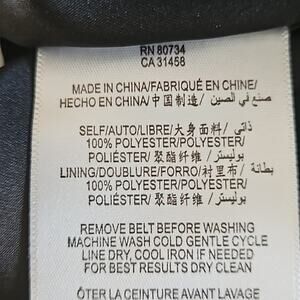 RN 80734
CA 31458
MADE IN CHINA/FABRIQUÉ EN CHINE/
HECHO EN CHINA/中国制造/ صنع في الصين
SELF/AUTO/LIBRE/大身面料/ ذاتي/
100% POLYESTER/POLYESTER/
POLIÉSTER/ 聚酯纤维 / بوليستر
LINING/DOUBLURE/FORRO/衬里布/ بطانة/
100% POLYESTER/POLYESTER/
POLIÉSTER/ 聚酯纤维 / بوليستر
REMOVE BELT BEFORE WASHING
MACHINE WASH COLD GENTLE CYCLE
LINE DRY, COOL IRON IF NEEDED
FOR BEST RESULTS DRY CLEAN
ÔTER LA CEINTURE AVANT LAVAGE